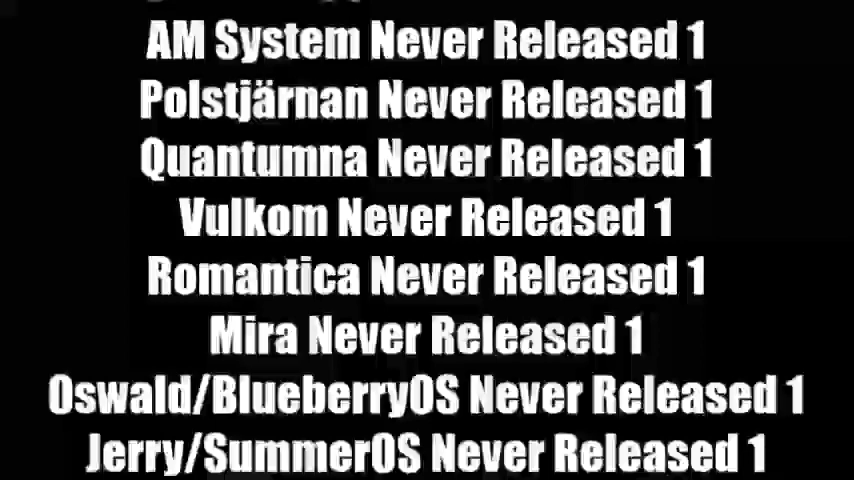 AM System Never Released 1
Polstjärnan Never Released 1
Quantumna Never Released 1
Vulkom Never Released 1
Romantica Never Released 1
Mira Never Released 1
Oswald/BlueberryOS Never Released 1
Jerry/SummerOS Never Released 1